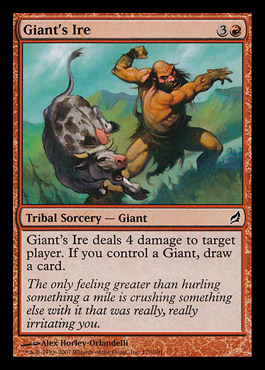 Giant's Ire 3
Tribal Sorcery — Giant
Giant's Ire deals 4 damage to target
player. If you control a Giant, draw
a card.
The only feeling greater than hurling
something a mile is crushing something
else with it that was really, really
irritating you.
Alex Horley-Orlandelli